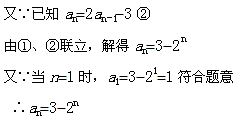 又∵已知 aₙ=2aₙ₋₁-3 ②
由①、②联立，解得 aₙ=3-2ⁿ
又∵当 n=1 时，a₁=3-2¹=1 符合题意
∴ aₙ=3-2ⁿ